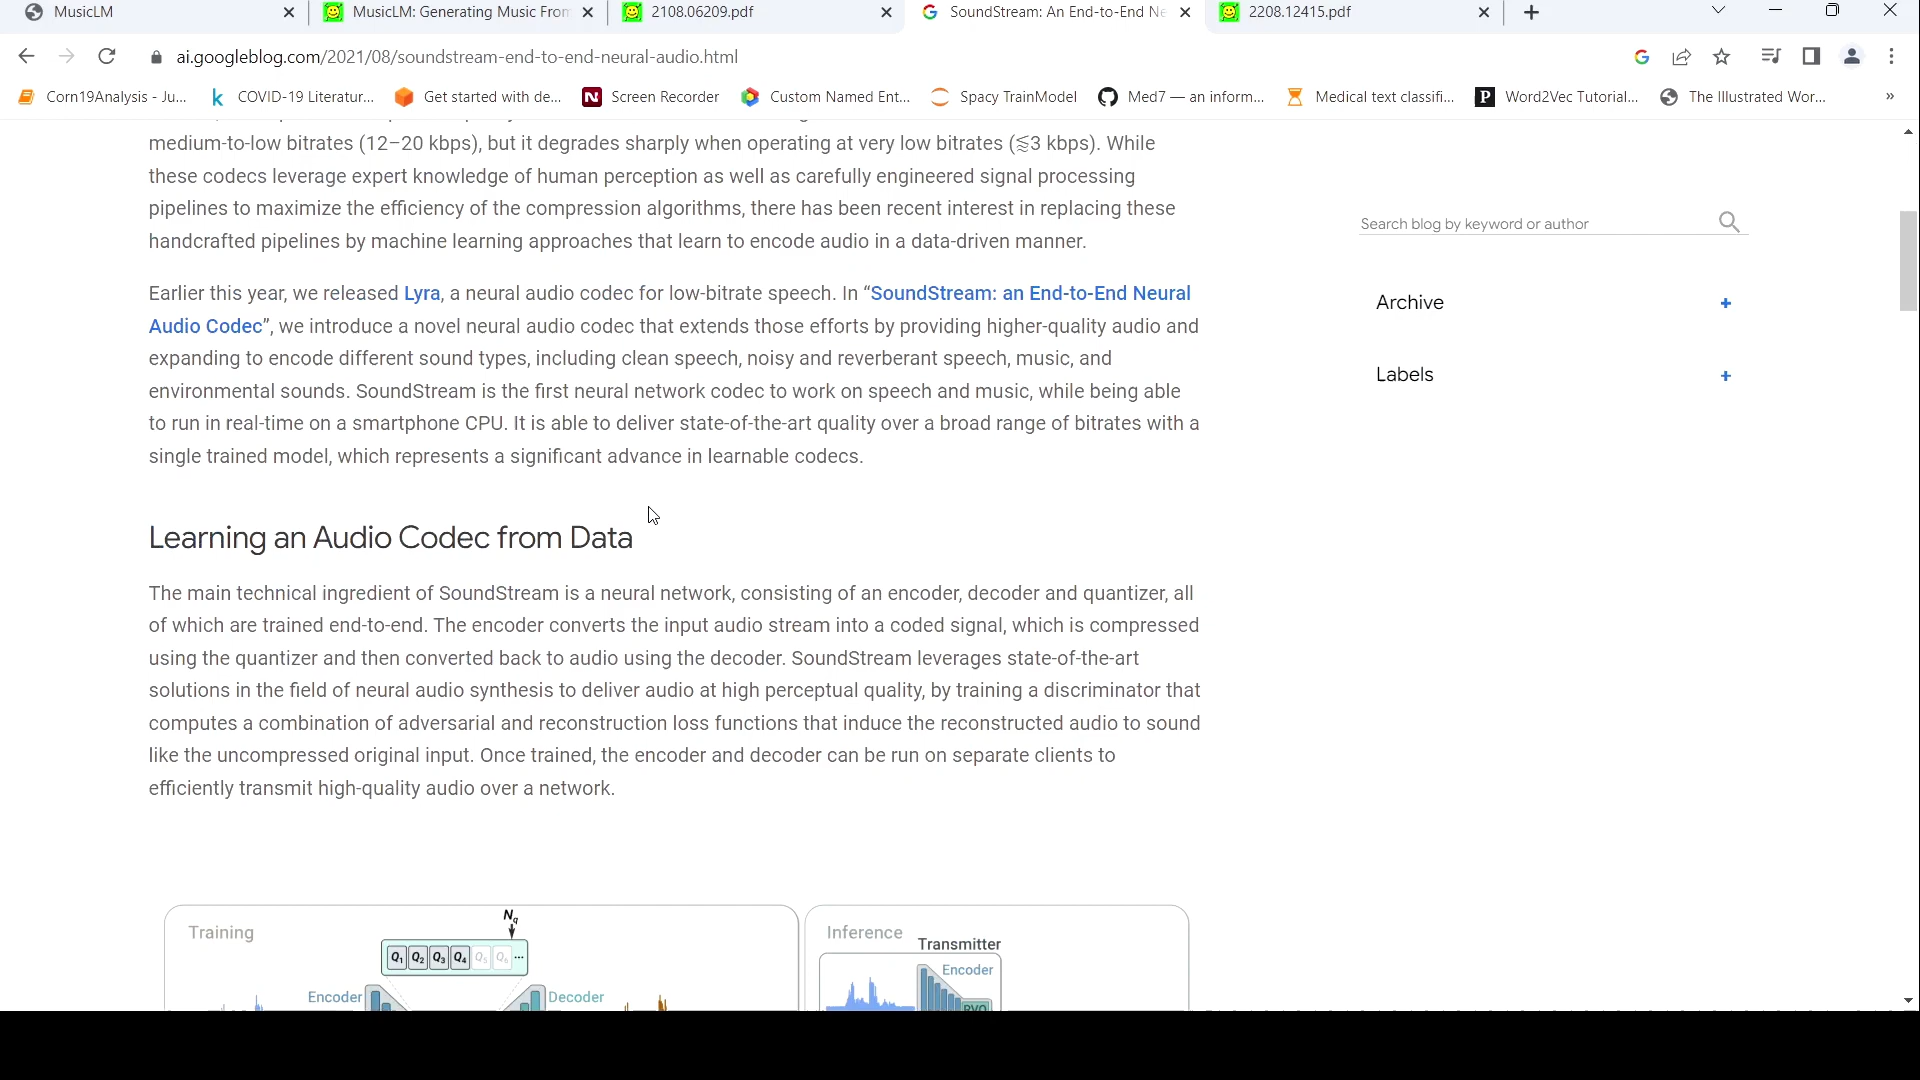 MusicLM
MusicLM: Generating Music From
2108.06209.pdf
SoundStream: An End-to-End Ne
2208.12415.pdf
ai.googleblog.com/2021/08/soundstream-end-to-end-neural-audio.html
Corn19Analysis - Ju...
COVID-19 Literatur...
Get started with de...
Screen Recorder
Custom Named Ent...
Spacy TrainModel
Med7 — an inform...
Medical text classifi...
Word2Vec Tutorial...
The Illustrated Wor...
»
medium-to-low bitrates (12–20 kbps), but it degrades sharply when operating at very low bitrates (⪅3 kbps). While
these codecs leverage expert knowledge of human perception as well as carefully engineered signal processing
pipelines to maximize the efficiency of the compression algorithms, there has been recent interest in replacing these
handcrafted pipelines by machine learning approaches that learn to encode audio in a data-driven manner.
Earlier this year, we released Lyra, a neural audio codec for low-bitrate speech. In “SoundStream: an End-to-End Neural
Audio Codec”, we introduce a novel neural audio codec that extends those efforts by providing higher-quality audio and
expanding to encode different sound types, including clean speech, noisy and reverberant speech, music, and
environmental sounds. SoundStream is the first neural network codec to work on speech and music, while being able
to run in real-time on a smartphone CPU. It is able to deliver state-of-the-art quality over a broad range of bitrates with a
single trained model, which represents a significant advance in learnable codecs.
Learning an Audio Codec from Data
The main technical ingredient of SoundStream is a neural network, consisting of an encoder, decoder and quantizer, all
of which are trained end-to-end. The encoder converts the input audio stream into a coded signal, which is compressed
using the quantizer and then converted back to audio using the decoder. SoundStream leverages state-of-the-art
solutions in the field of neural audio synthesis to deliver audio at high perceptual quality, by training a discriminator that
computes a combination of adversarial and reconstruction loss functions that induce the reconstructed audio to sound
like the uncompressed original input. Once trained, the encoder and decoder can be run on separate clients to
efficiently transmit high-quality audio over a network.
Search blog by keyword or author
Archive +
Labels +
Training
Nq
Q1 Q2 Q3 Q4 Q5 Q6 ...
Encoder
Decoder
Inference
Transmitter
Encoder
RVQ